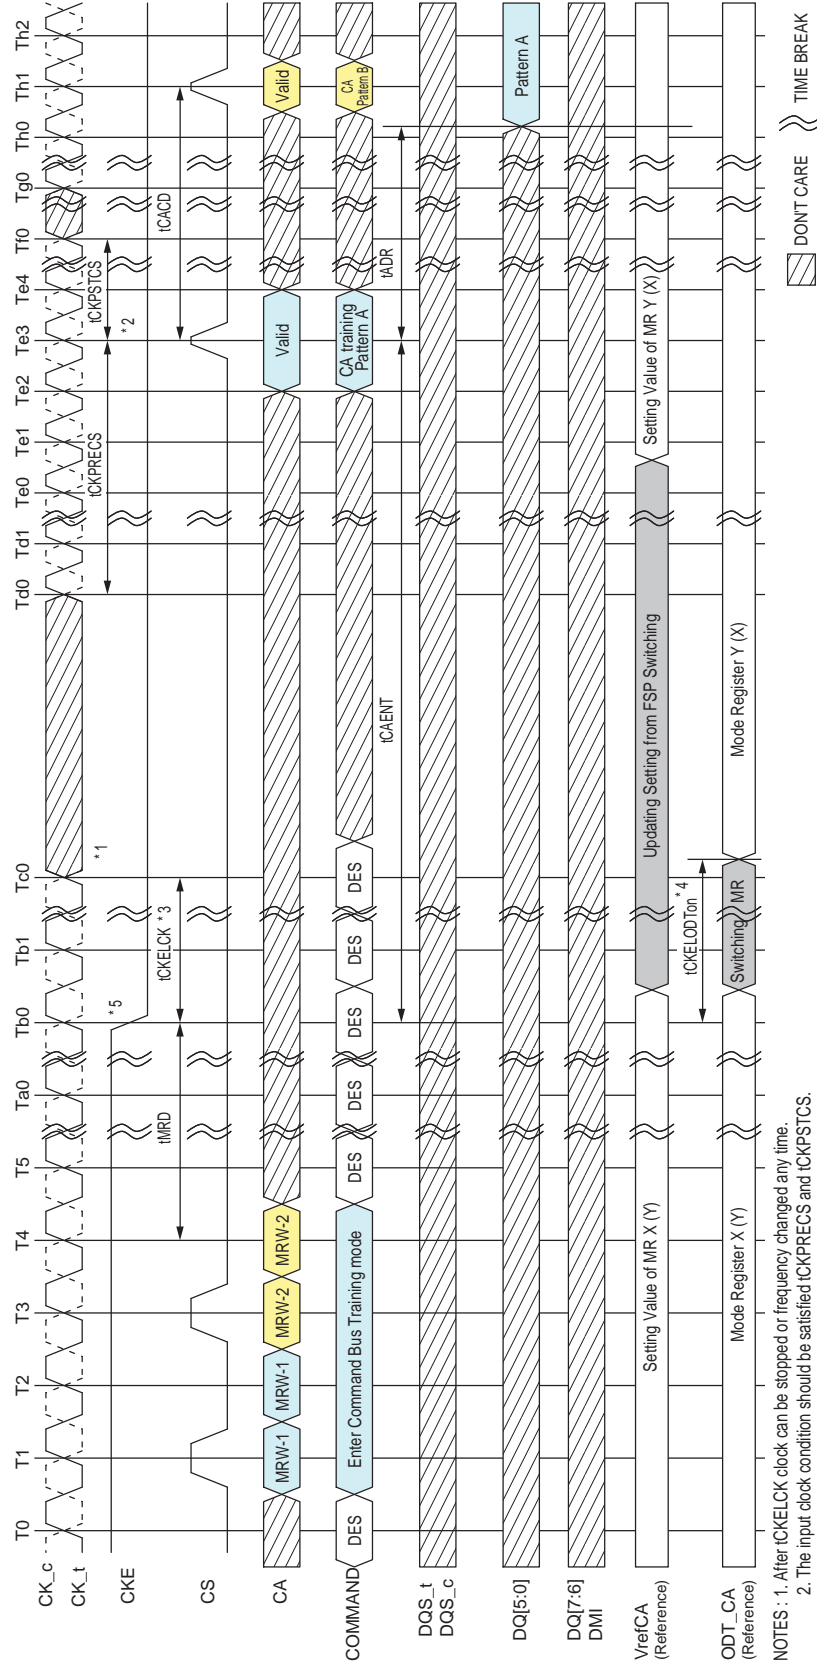 T0 T1 T2 T3 T4 T5 Ta0 Tb0 Tb1 Tc0 Td0 Td1 Te0 Te1 Te2 Te3 Te4 Tf0 Tg0 Th0 Th1 Th2
CK_c
CK_t
tCKPRECS tCKPSTCS
*1 *2
CKE
*5
tMRD tCKELCK *3 tCACD
CS
CA
MRW-1 MRW-1 MRW-2 MRW-2 Valid Valid
COMMAND
DES Enter Command Bus Training mode DES DES DES DES DES
CA training
Pattern A
CA
Pattern B
tCAENT tADR
DQS_t
DQS_c
DQ[5:0]
Pattern A
DQ[7:6]
DMI
VrefCA
(Reference)
Setting Value of MR X (Y) Updating Setting from FSP Switching Setting Value of MR Y (X)
tCKELODTon *4
ODT_CA
(Reference)
Mode Register X (Y) Switching MR Mode Register Y (X)
NOTES : 1. After tCKELCK clock can be stopped or frequency changed any time.
2. The input clock condition should be satisfied tCKPRECS and tCKPSTCS.
DON'T CARE TIME BREAK